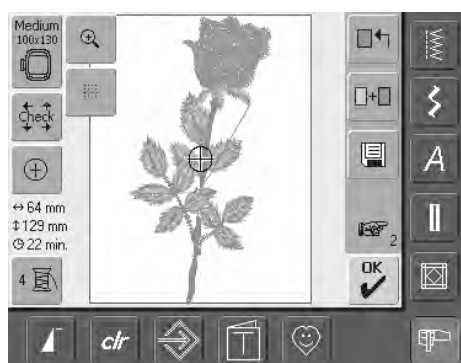 Medium
100x130
Check
↔ 64 mm
↕ 129 mm
22 min.
4
2
OK
A
clr
T